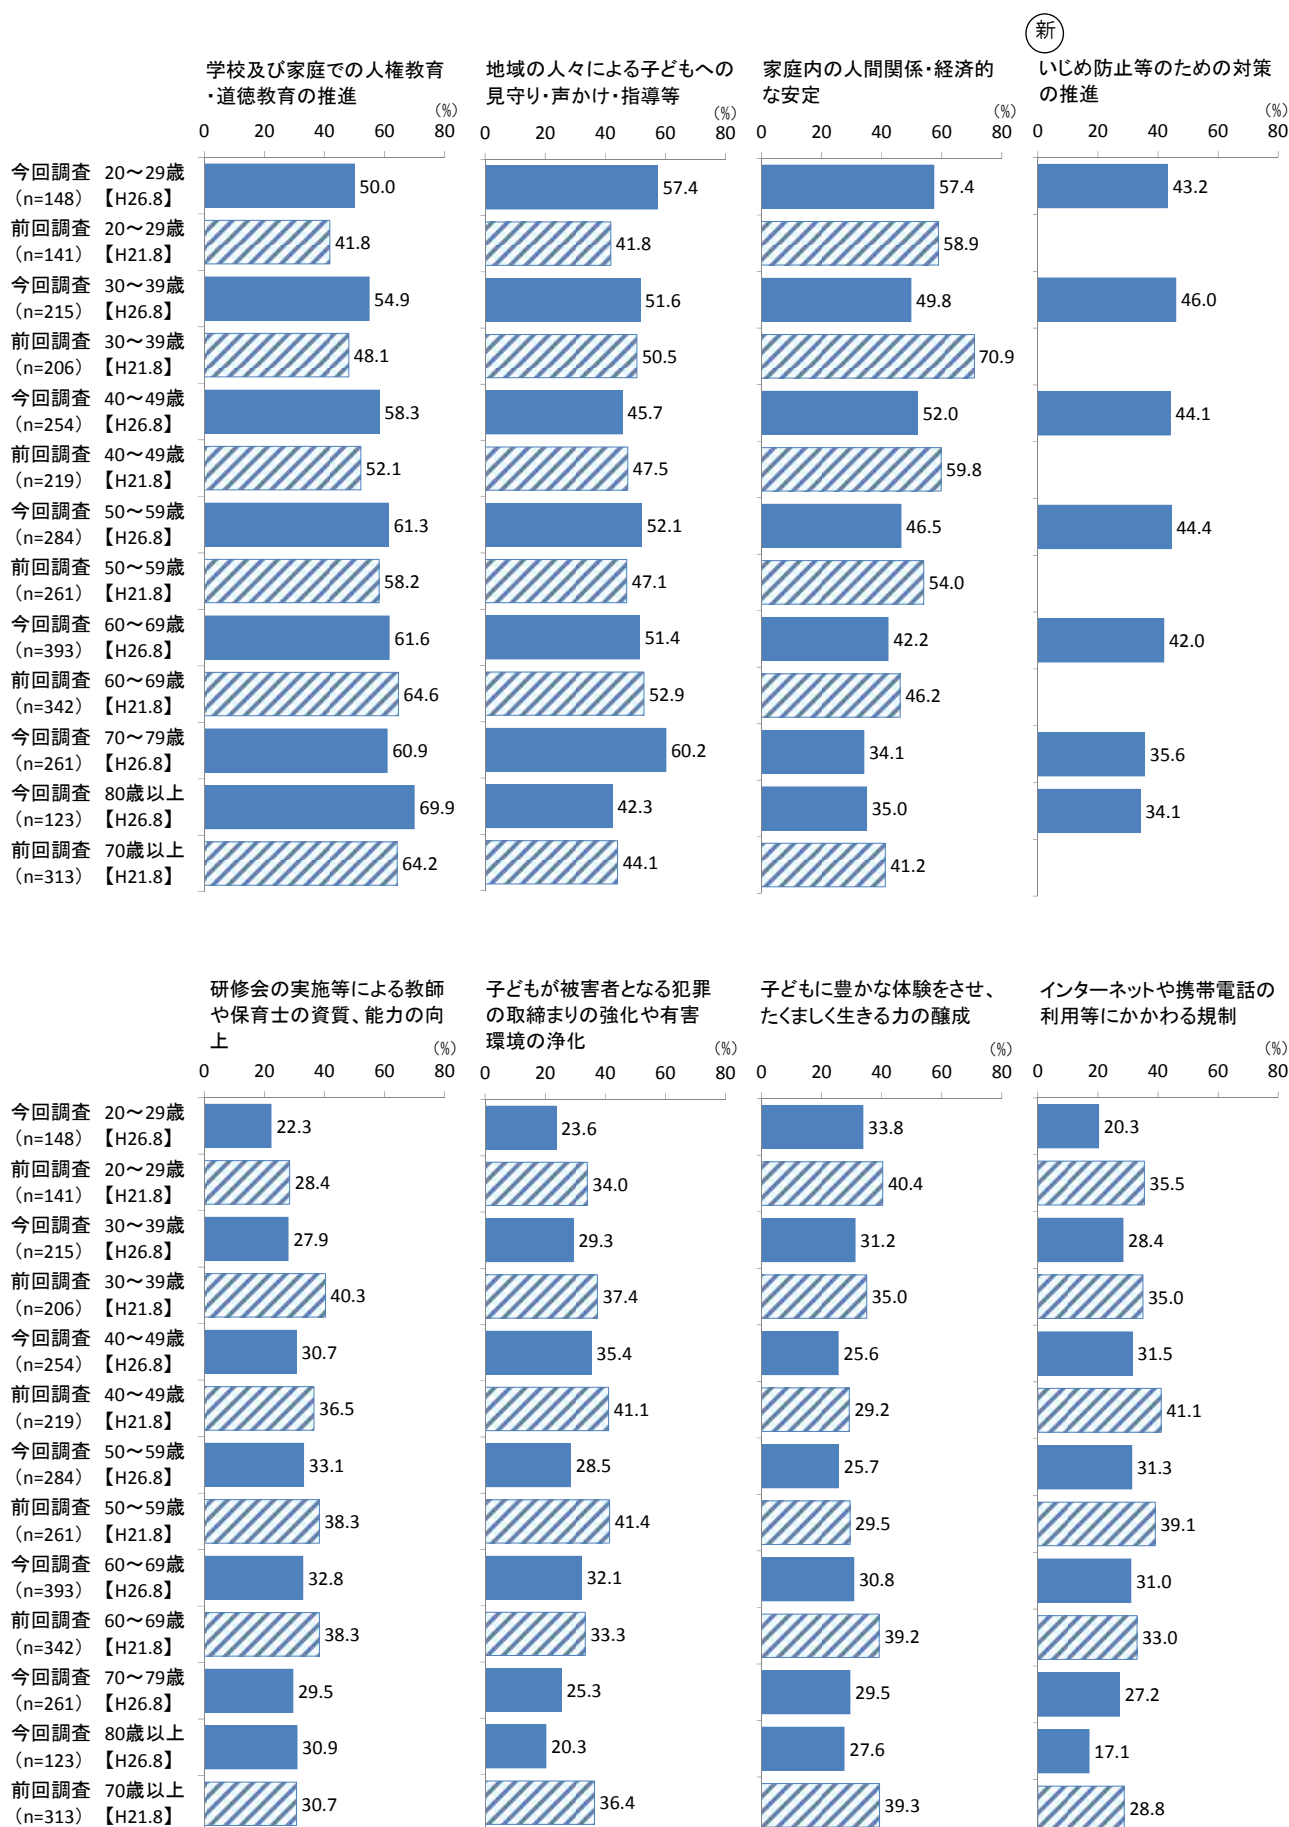 新
学校及び家庭での人権教育
・道徳教育の推進
地域の人々による子どもへの
見守り・声かけ・指導等
家庭内の人間関係・経済的
な安定
いじめ防止等のための対策
の推進
(%) (%) (%) (%)
0 20 40 60 80 0 20 40 60 80 0 20 40 60 80 0 20 40 60 80
今回調査 20～29歳
（n=148） 【H26.8】 50.0 57.4 57.4 43.2
前回調査 20～29歳
（n=141） 【H21.8】 41.8 41.8 58.9
今回調査 30～39歳
（n=215） 【H26.8】 54.9 51.6 49.8 46.0
前回調査 30～39歳
（n=206） 【H21.8】 48.1 50.5 70.9
今回調査 40～49歳
（n=254） 【H26.8】 58.3 45.7 52.0 44.1
前回調査 40～49歳
（n=219） 【H21.8】 52.1 47.5 59.8
今回調査 50～59歳
（n=284） 【H26.8】 61.3 52.1 46.5 44.4
前回調査 50～59歳
（n=261） 【H21.8】 58.2 47.1 54.0
今回調査 60～69歳
（n=393） 【H26.8】 61.6 51.4 42.2 42.0
前回調査 60～69歳
（n=342） 【H21.8】 64.6 52.9 46.2
今回調査 70～79歳
（n=261） 【H26.8】 60.9 60.2 34.1 35.6
今回調査 80歳以上
（n=123） 【H26.8】 69.9 42.3 35.0 34.1
前回調査 70歳以上
（n=313） 【H21.8】 64.2 44.1 41.2
研修会の実施等による教師
や保育士の資質、能力の向
上
子どもが被害者となる犯罪
の取締まりの強化や有害
環境の浄化
子どもに豊かな体験をさせ、
たくましく生きる力の醸成
インターネットや携帯電話の
利用等にかかわる規制
(%) (%) (%) (%)
0 20 40 60 80 0 20 40 60 80 0 20 40 60 80 0 20 40 60 80
今回調査 20～29歳
（n=148） 【H26.8】 22.3 23.6 33.8 20.3
前回調査 20～29歳
（n=141） 【H21.8】 28.4 34.0 40.4 35.5
今回調査 30～39歳
（n=215） 【H26.8】 27.9 29.3 31.2 28.4
前回調査 30～39歳
（n=206） 【H21.8】 40.3 37.4 35.0 35.0
今回調査 40～49歳
（n=254） 【H26.8】 30.7 35.4 25.6 31.5
前回調査 40～49歳
（n=219） 【H21.8】 36.5 41.1 29.2 41.1
今回調査 50～59歳
（n=284） 【H26.8】 33.1 28.5 25.7 31.3
前回調査 50～59歳
（n=261） 【H21.8】 38.3 41.4 29.5 39.1
今回調査 60～69歳
（n=393） 【H26.8】 32.8 32.1 30.8 31.0
前回調査 60～69歳
（n=342） 【H21.8】 38.3 33.3 39.2 33.0
今回調査 70～79歳
（n=261） 【H26.8】 29.5 25.3 29.5 27.2
今回調査 80歳以上
（n=123） 【H26.8】 30.9 20.3 27.6 17.1
前回調査 70歳以上
（n=313） 【H21.8】 30.7 36.4 39.3 28.8